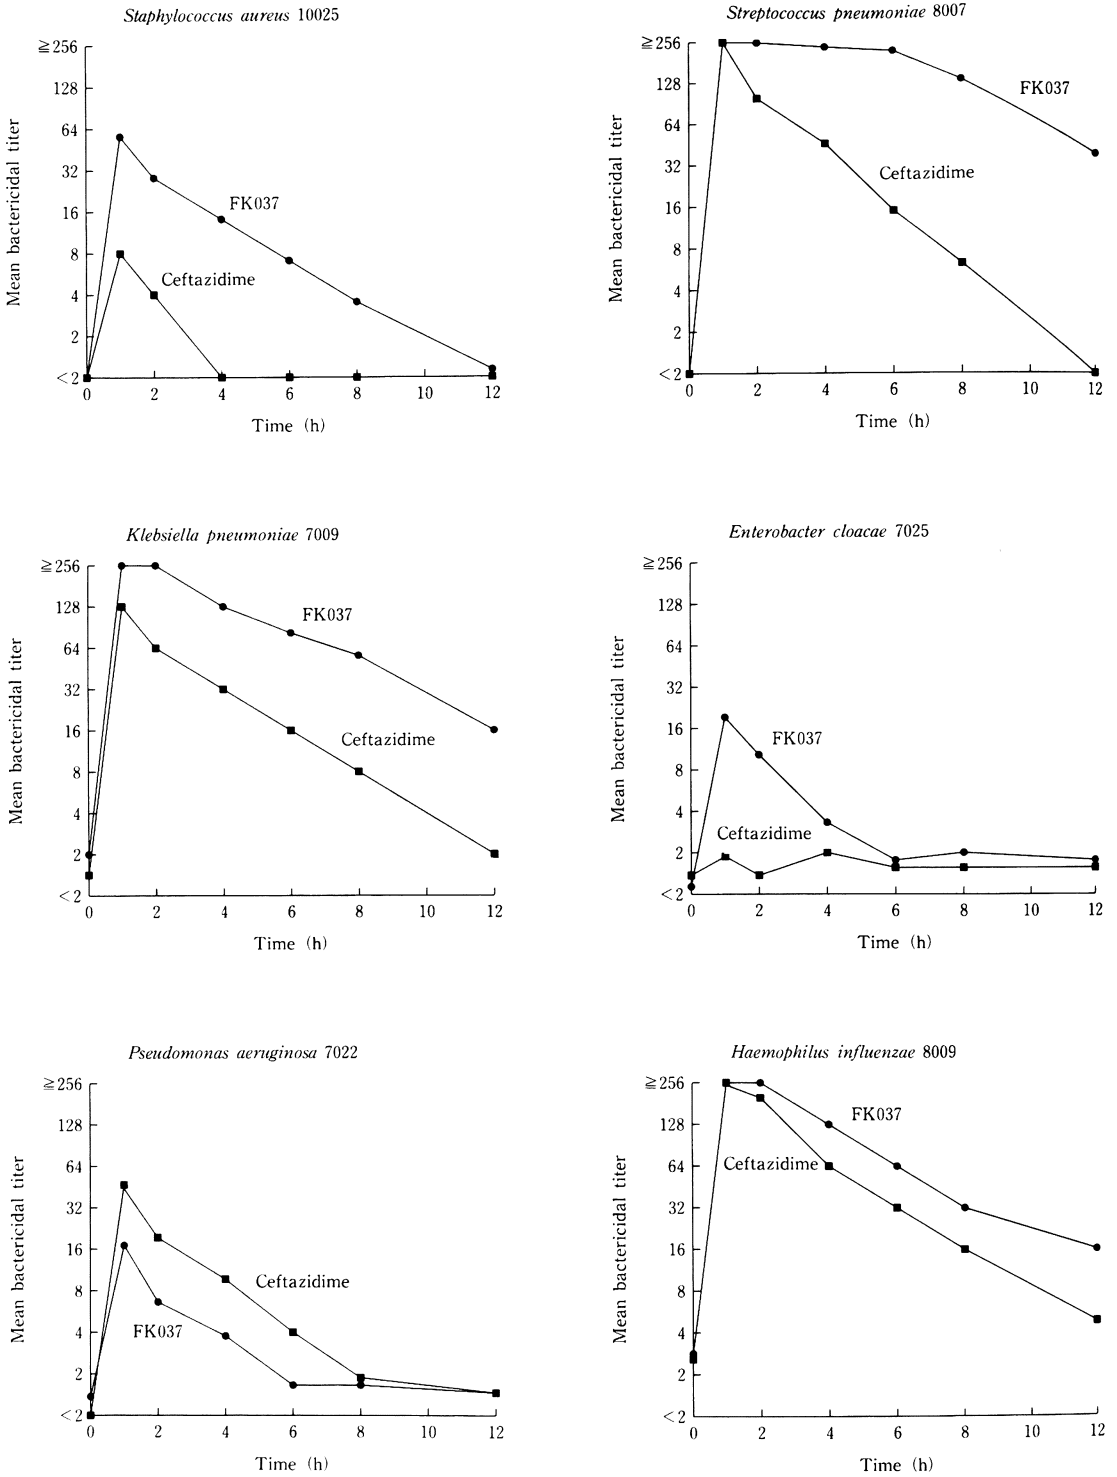 Staphylococcus aureus 10025
≧256
128
64
32
16
8
4
2
<2
Mean bactericidal titer
FK037
Ceftazidime
0 2 4 6 8 10 12
Time (h)
Streptococcus pneumoniae 8007
≧256
128
64
32
16
8
4
2
<2
Mean bactericidal titer
FK037
Ceftazidime
0 2 4 6 8 10 12
Time (h)
Klebsiella pneumoniae 7009
≧256
128
64
32
16
8
4
2
<2
Mean bactericidal titer
FK037
Ceftazidime
0 2 4 6 8 10 12
Time (h)
Enterobacter cloacae 7025
≧256
128
64
32
16
8
4
2
<2
Mean bactericidal titer
FK037
Ceftazidime
0 2 4 6 8 10 12
Time (h)
Pseudomonas aeruginosa 7022
≧256
128
64
32
16
8
4
2
<2
Mean bactericidal titer
Ceftazidime
FK037
0 2 4 6 8 10 12
Time (h)
Haemophilus influenzae 8009
≧256
128
64
32
16
8
4
2
<2
Mean bactericidal titer
FK037
Ceftazidime
0 2 4 6 8 10 12
Time (h)